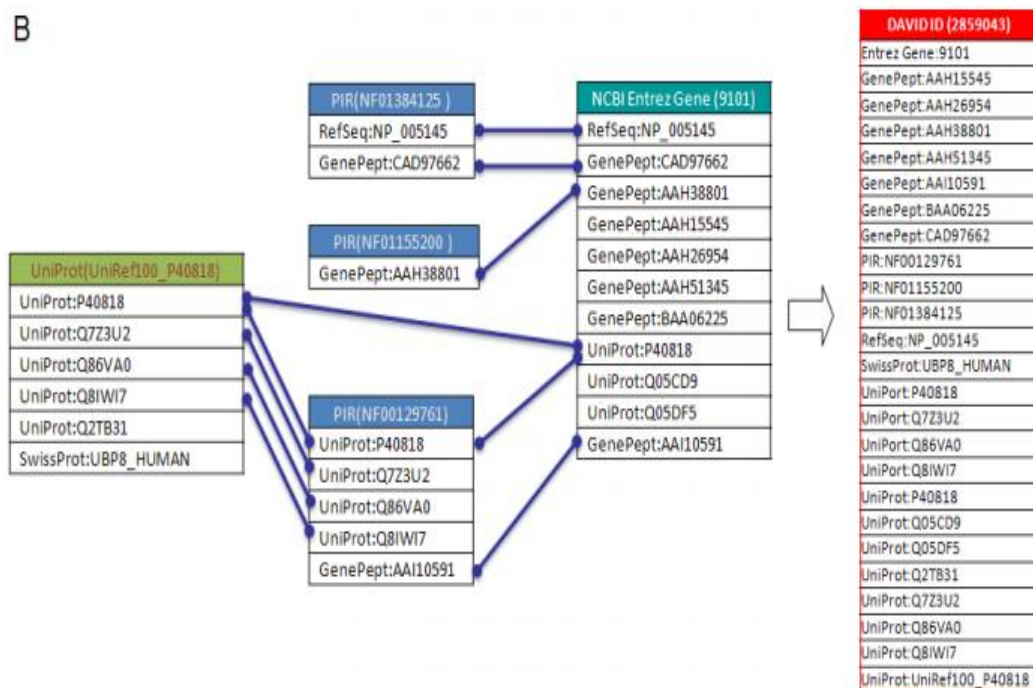 B
PIR(NF01384125 )
RefSeq:NP_005145
GenePept:CAD97662
PIR(NF01155200 )
GenePept:AAH38801
UniProt(UniRef100_P40818)
UniProt:P40818
UniProt:Q7Z3U2
UniProt:Q86VA0
UniProt:Q8IWI7
UniProt:Q2TB31
SwissProt:UBP8_HUMAN
PIR(NF00129761)
UniProt:P40818
UniProt:Q7Z3U2
UniProt:Q86VA0
UniProt:Q8IWI7
GenePept:AAI10591
NCBI Entrez Gene (9101)
RefSeq:NP_005145
GenePept:CAD97662
GenePept:AAH38801
GenePept:AAH15545
GenePept:AAH26954
GenePept:AAH51345
GenePept:BAA06225
UniProt:P40818
UniProt:Q05CD9
UniProt:Q05DF5
GenePept:AAI10591
DAVID ID (2859043)
Entrez Gene:9101
GenePept:AAH15545
GenePept:AAH26954
GenePept:AAH38801
GenePept:AAH51345
GenePept:AAI10591
GenePept:BAA06225
GenePept:CAD97662
PIR:NF00129761
PIR:NF01155200
PIR:NF01384125
RefSeq:NP_005145
SwissProt:UBP8_HUMAN
UniPort:P40818
UniPort:Q7Z3U2
UniPort:Q86VA0
UniPort:Q8IWI7
UniProt:P40818
UniProt:Q05CD9
UniProt:Q05DF5
UniProt:Q2TB31
UniProt:Q7Z3U2
UniProt:Q86VA0
UniProt:Q8IWI7
UniProt:UniRef100_P40818